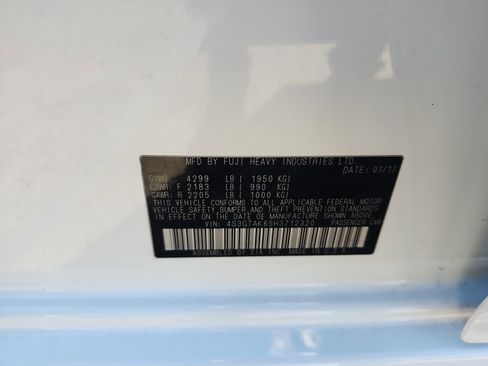 MFD BY FUJI HEAVY INDUSTRIES LTD.
DATE: 01/17
GVWR: 4299 LB ( 1950 KG)
GAWR: F 2183 LB ( 990 KG)
GAWR: R 2205 LB ( 1000 KG)
THIS VEHICLE CONFORMS TO ALL APPLICABLE FEDERAL MOTOR
VEHICLE SAFETY, BUMPER, AND THEFT PREVENTION STANDARDS
IN EFFECT ON THE DATE OF MANUFACTURE SHOWN ABOVE.
VIN: 4S3GTAK65H3712320 PASSENGER CAR
ASSEMBLED BY SIA INC. MADE IN U.S.A.